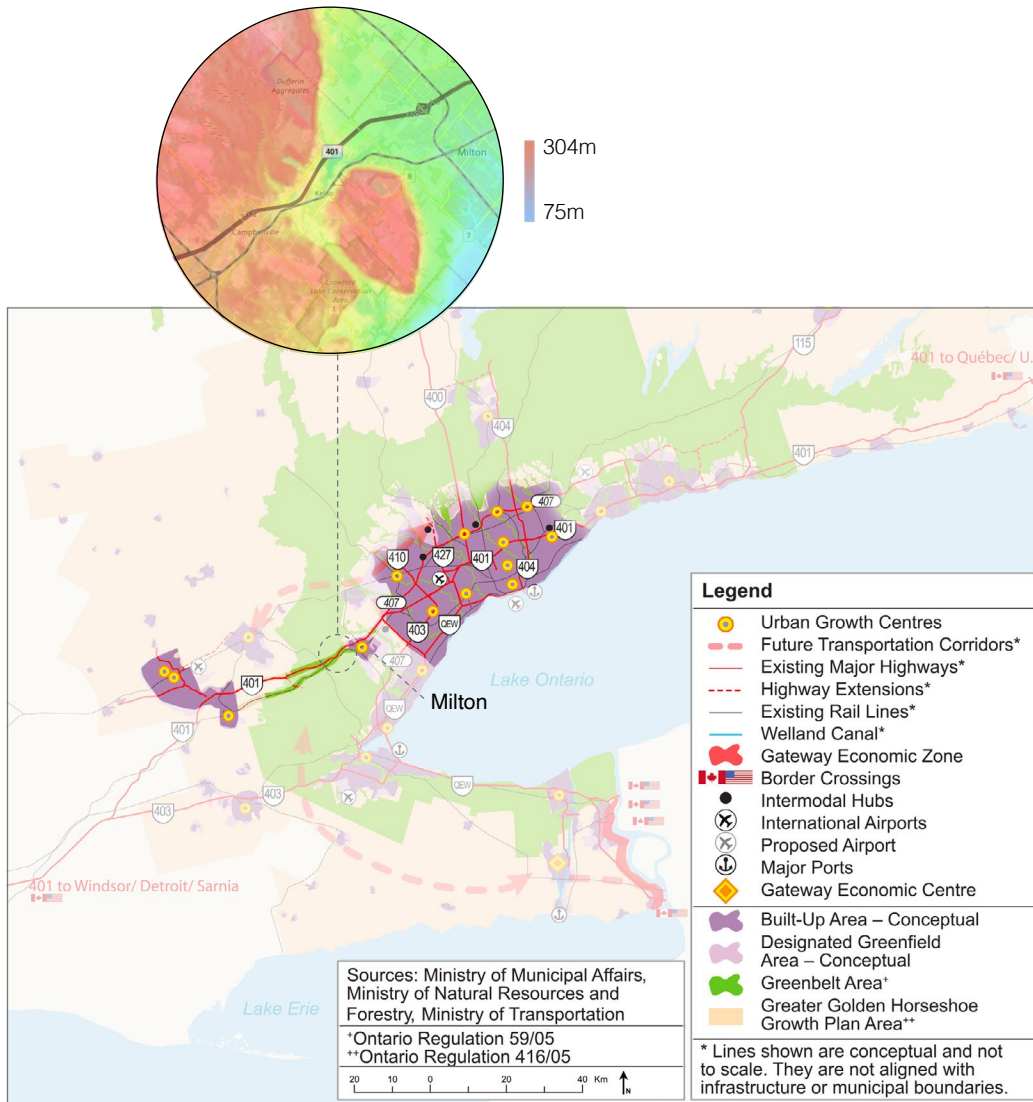 Dufferin
Aggregates
401
Milton
Kelso
8
Campbellville
7
Crawford
Lake Conservation
Area
304m
75m
115
401 to Québec/ U.
400
404
401
407
410
427
401
401
404
407
403
QEW
407
401
Milton
Lake Ontario
QEW
401
403
403
QEW
401 to Windsor/ Detroit/ Sarnia
Lake Erie
Sources: Ministry of Municipal Affairs,
Ministry of Natural Resources and
Forestry, Ministry of Transportation
+Ontario Regulation 59/05
++Ontario Regulation 416/05
20 10 0 20 40 Km
N
Legend
Urban Growth Centres
Future Transportation Corridors*
Existing Major Highways*
Highway Extensions*
Existing Rail Lines*
Welland Canal*
Gateway Economic Zone
Border Crossings
Intermodal Hubs
International Airports
Proposed Airport
Major Ports
Gateway Economic Centre
Built-Up Area – Conceptual
Designated Greenfield
Area – Conceptual
Greenbelt Area+
Greater Golden Horseshoe
Growth Plan Area++
* Lines shown are conceptual and not
to scale. They are not aligned with
infrastructure or municipal boundaries.